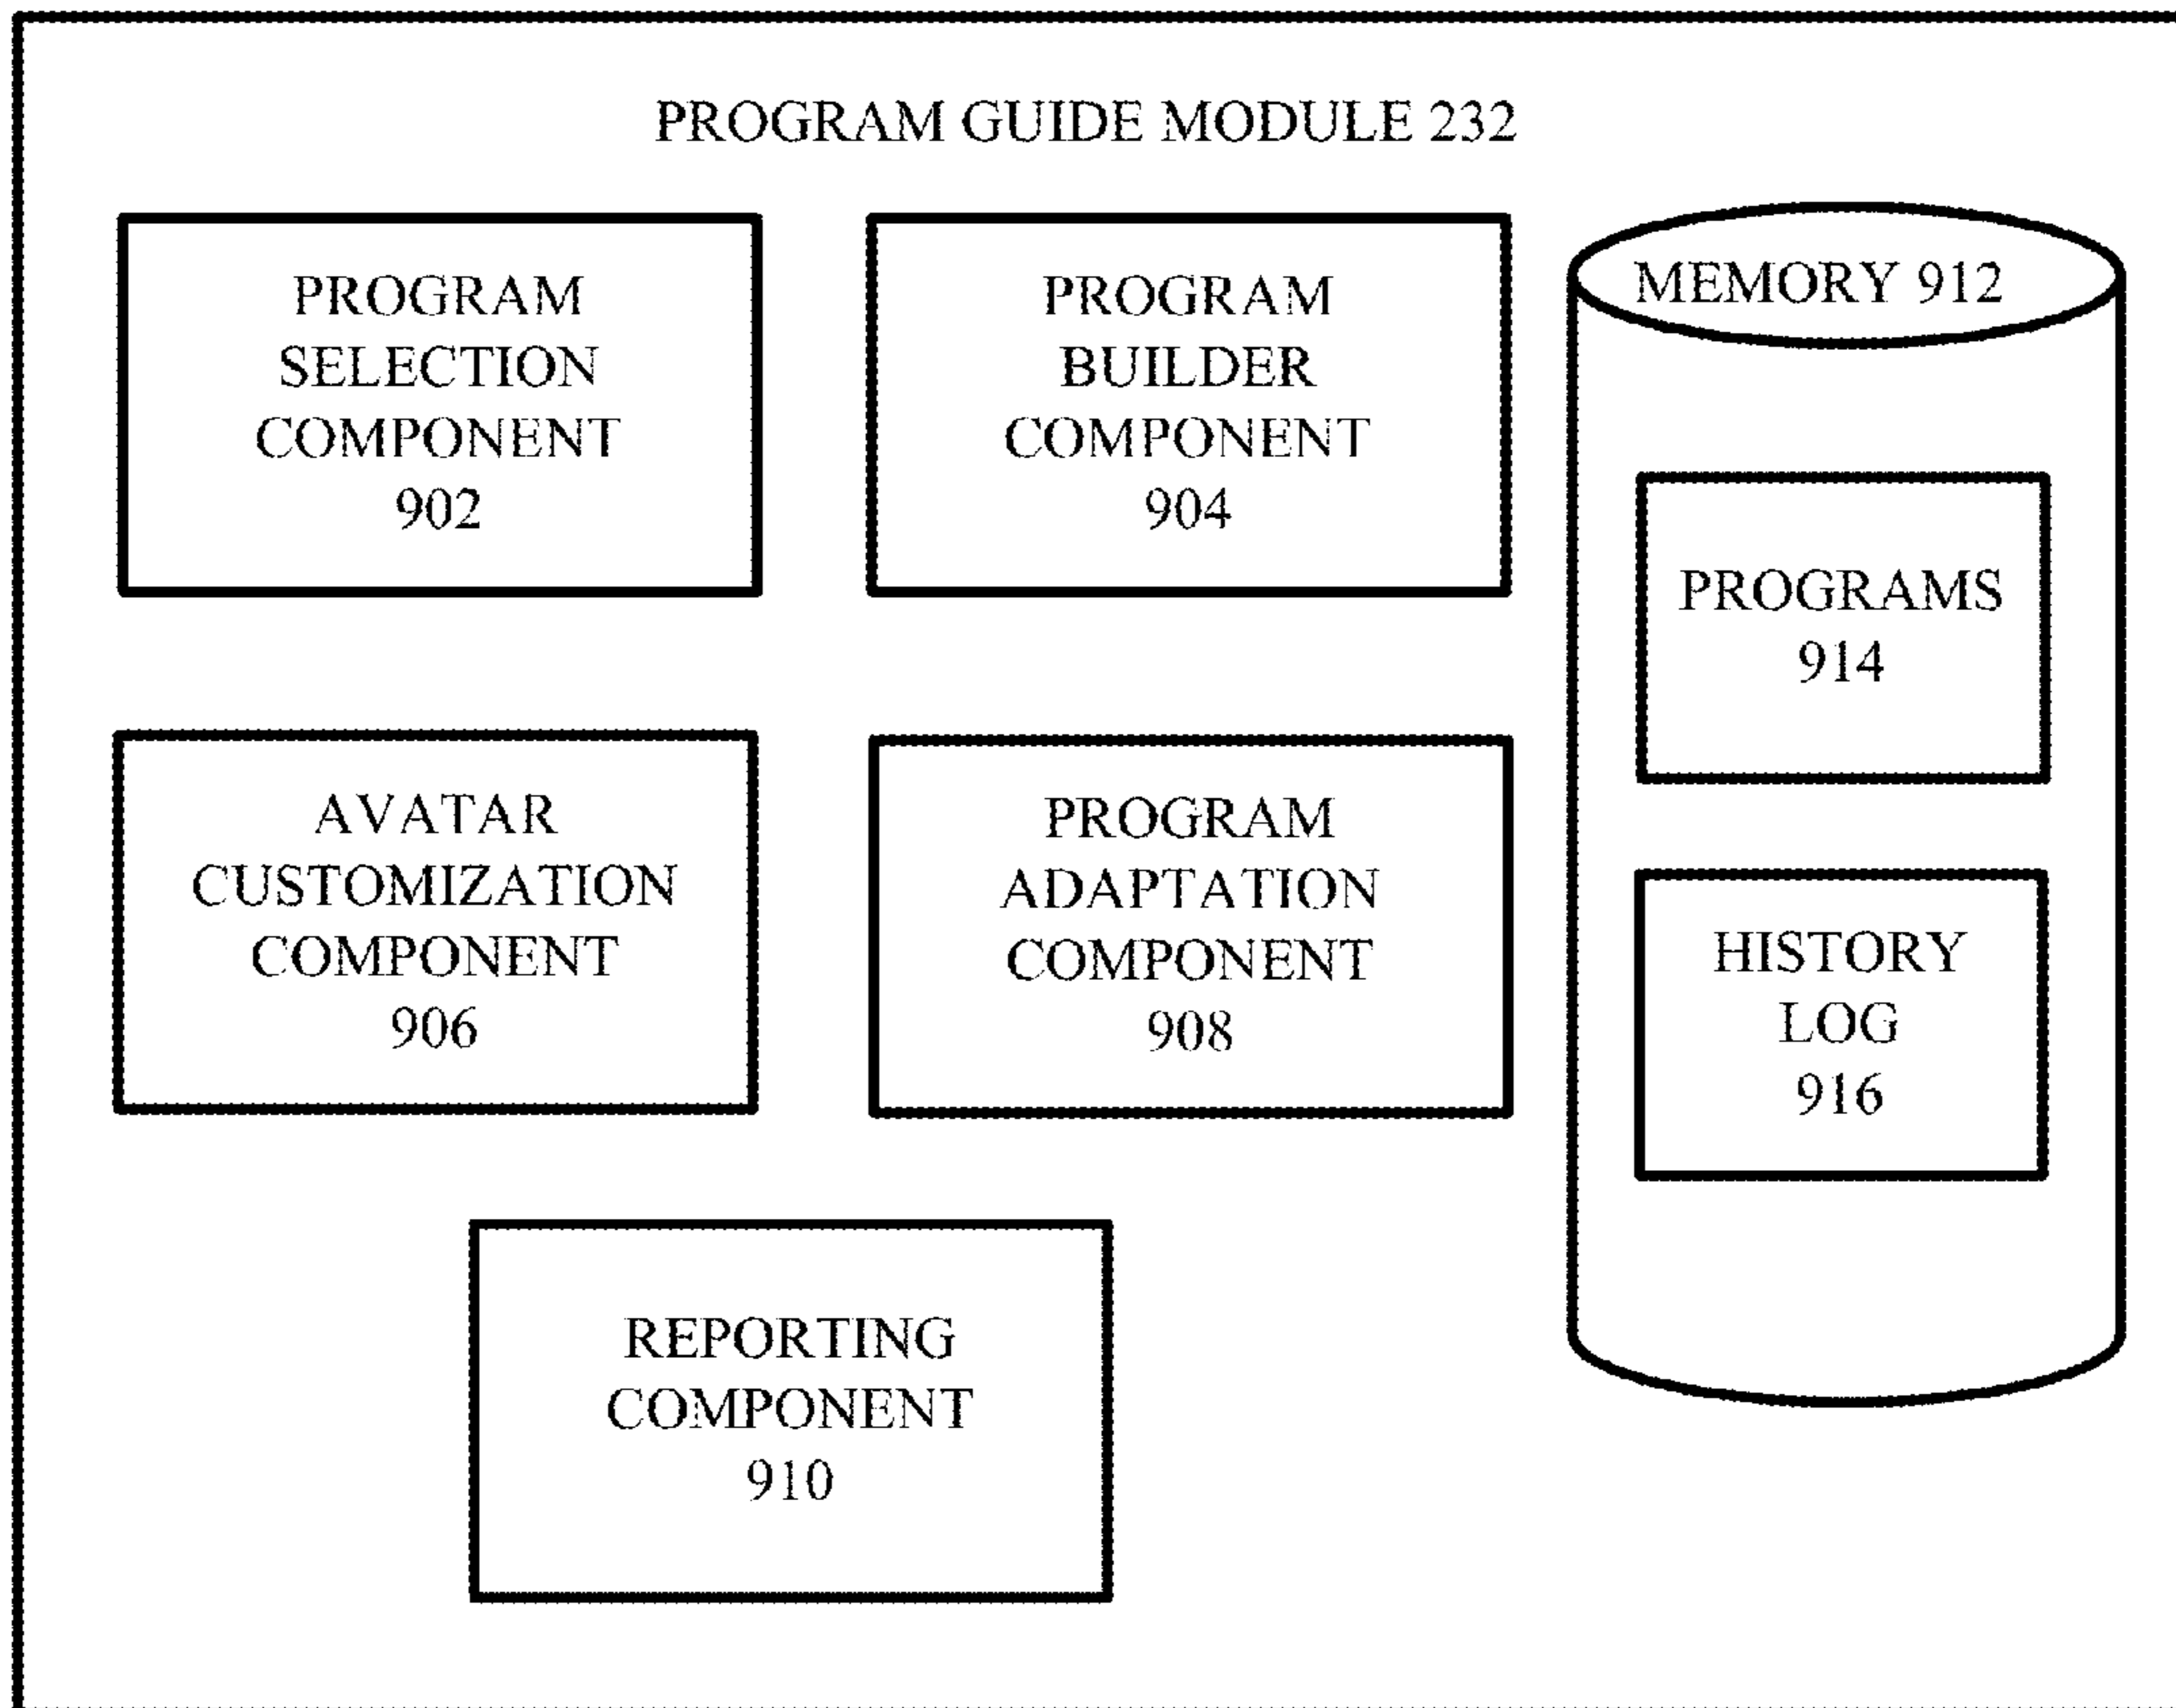 PROGRAM GUIDE MODULE 232
PROGRAM
SELECTION
COMPONENT
902
PROGRAM
BUILDER
COMPONENT
904
MEMORY 912
PROGRAMS
914
HISTORY
LOG
916
AVATAR
CUSTOMIZATION
COMPONENT
906
PROGRAM
ADAPTATION
COMPONENT
908
REPORTING
COMPONENT
910